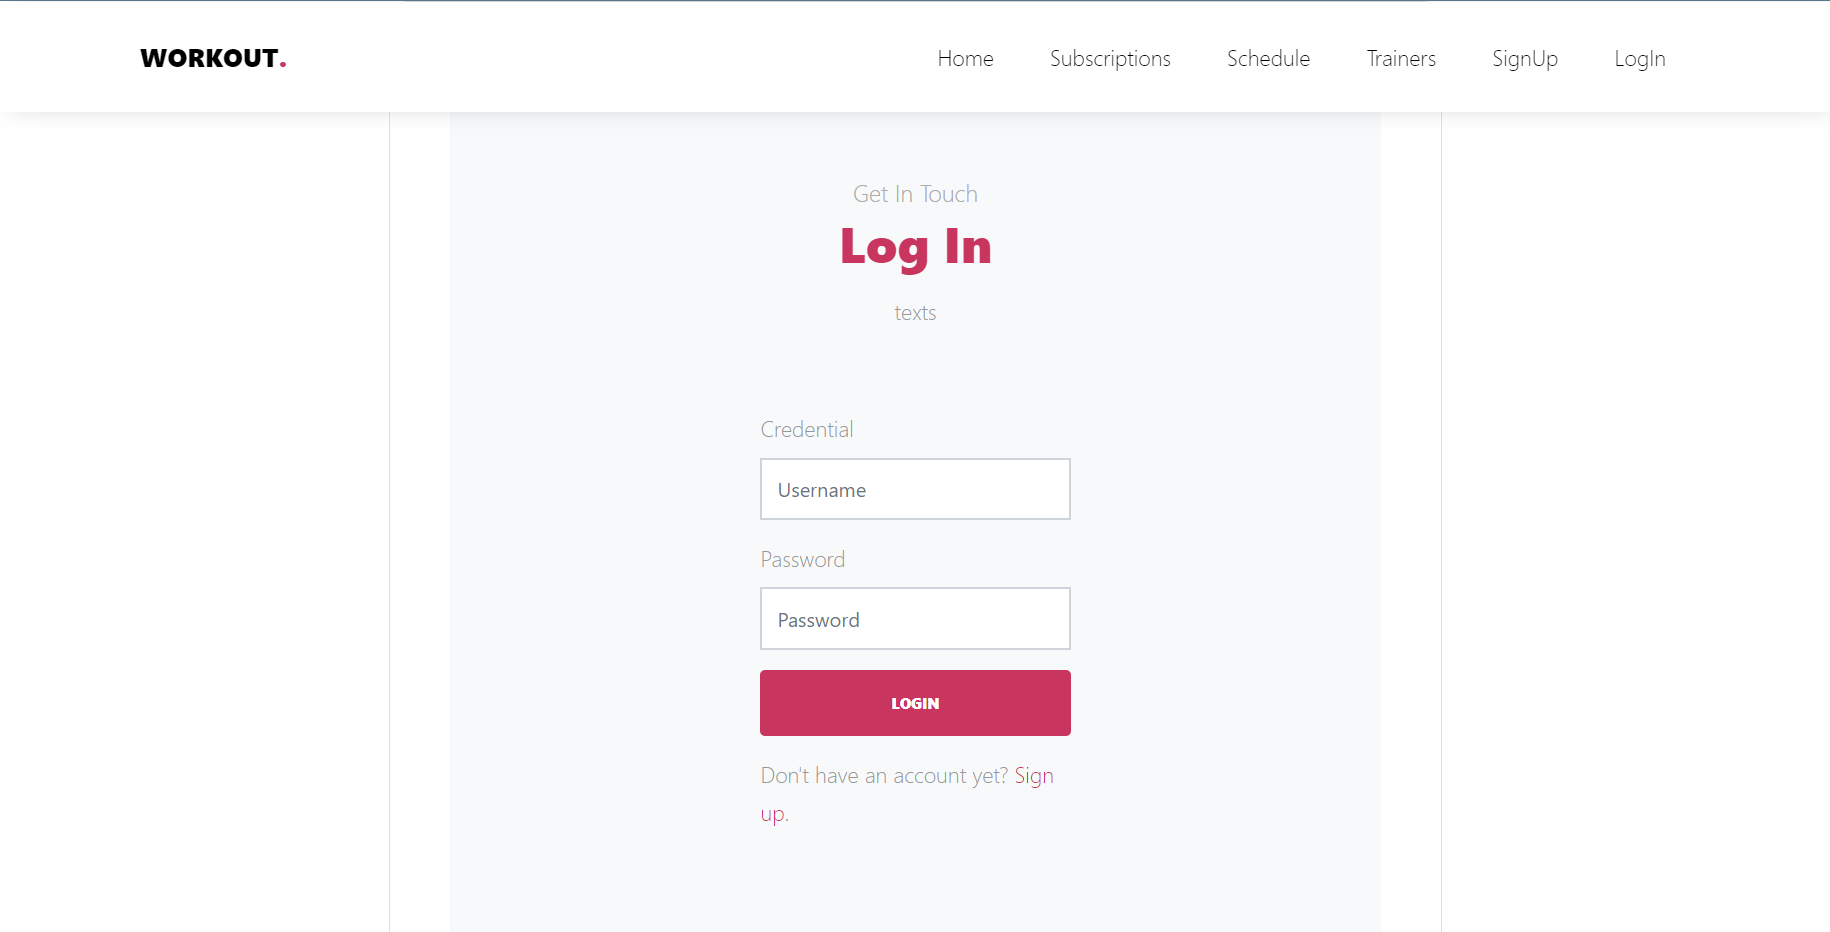 WORKOUT.
Home Subscriptions Schedule Trainers SignUp LogIn
Get In Touch
Log In
texts
Credential
Username
Password
Password
LOGIN
Don't have an account yet? Sign
up.